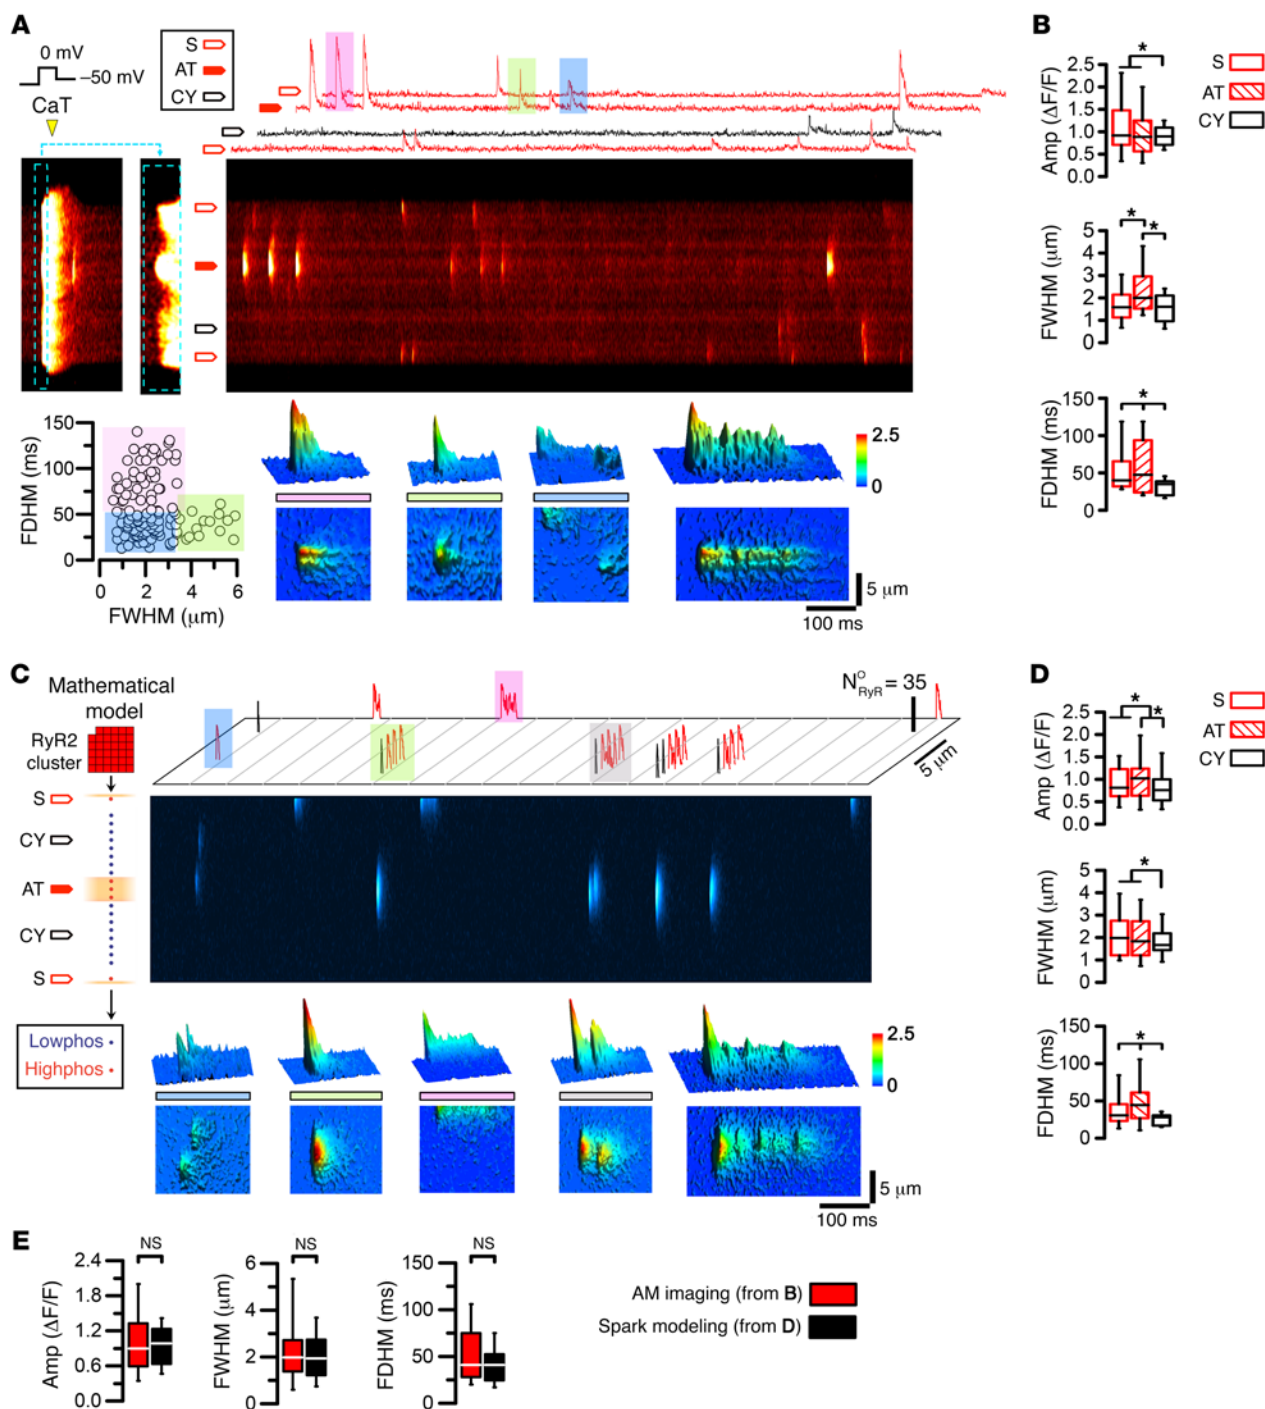 A
0 mV
−50 mV
CaT
S
AT
CY
150
100
50
0
FDHM (ms)
0 2 4 6
FWHM (μm)
2.5
0
5 μm
100 ms
B
S
AT
CY
2.5
2.0
1.5
1.0
0.5
0.0
Amp (ΔF/F)
*
5
4
3
2
1
0
FWHM (μm)
* *
150
100
50
0
FDHM (ms)
*
C
Mathematical
model
RyR2
cluster
S
CY
AT
CY
S
Lowphos •
Highphos •
N^O_RyR = 35
5 μm
2.5
0
5 μm
100 ms
D
S
AT
CY
2.5
2.0
1.5
1.0
0.5
0.0
Amp (ΔF/F)
* *
5
4
3
2
1
0
FWHM (μm)
*
150
100
50
0
FDHM (ms)
*
E
2.4
1.8
1.2
0.6
0.0
Amp (ΔF/F)
NS
6
4
2
0
FWHM (μm)
NS
150
100
50
0
FDHM (ms)
NS
AM imaging (from B)
Spark modeling (from D)